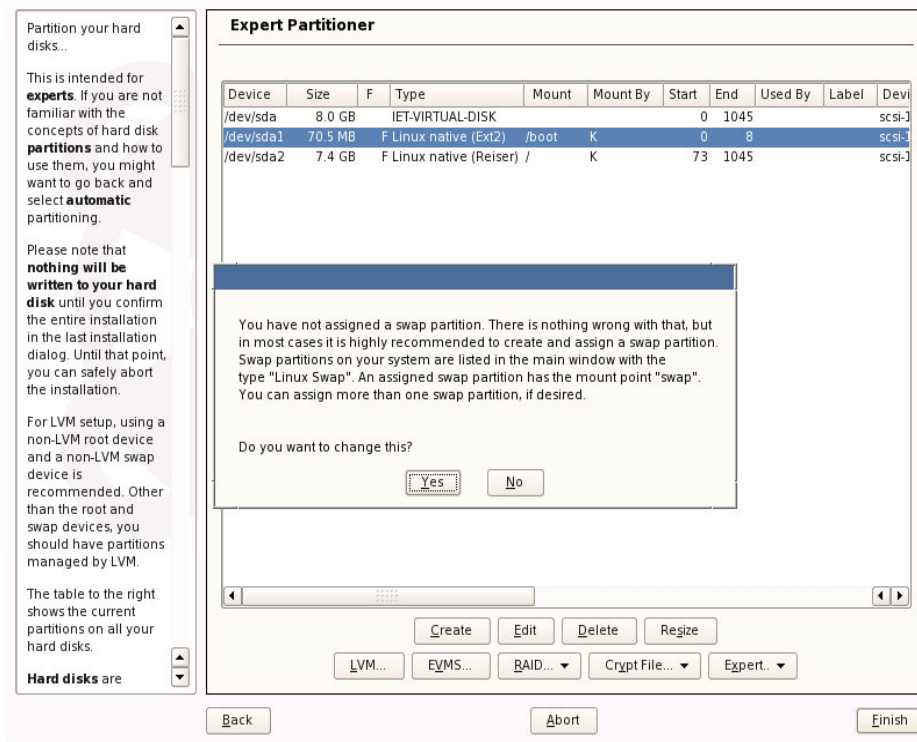 Partition your hard
disks...
This is intended for
experts. If you are not
familiar with the
concepts of hard disk
partitions and how to
use them, you might
want to go back and
select automatic
partitioning.
Please note that
nothing will be
written to your hard
disk until you confirm
the entire installation
in the last installation
dialog. Until that point,
you can safely abort
the installation.
For LVM setup, using a
non-LVM root device
and a non-LVM swap
device is
recommended. Other
than the root and
swap devices, you
should have partitions
managed by LVM.
The table to the right
shows the current
partitions on all your
hard disks.
Hard disks are
Expert Partitioner
Device Size F Type Mount Mount By Start End Used By Label Devi
/dev/sda 8.0 GB IET-VIRTUAL-DISK 0 1045 scsi-1
/dev/sda1 70.5 MB F Linux native (Ext2) /boot K 0 8 scsi-1
/dev/sda2 7.4 GB F Linux native (Reiser) / K 73 1045 scsi-1
You have not assigned a swap partition. There is nothing wrong with that, but
in most cases it is highly recommended to create and assign a swap partition.
Swap partitions on your system are listed in the main window with the
type "Linux Swap". An assigned swap partition has the mount point "swap".
You can assign more than one swap partition, if desired.
Do you want to change this?
Yes No
Create Edit Delete Resize
LVM... EVMS... RAID... Crypt File... Expert..
Back Abort Finish